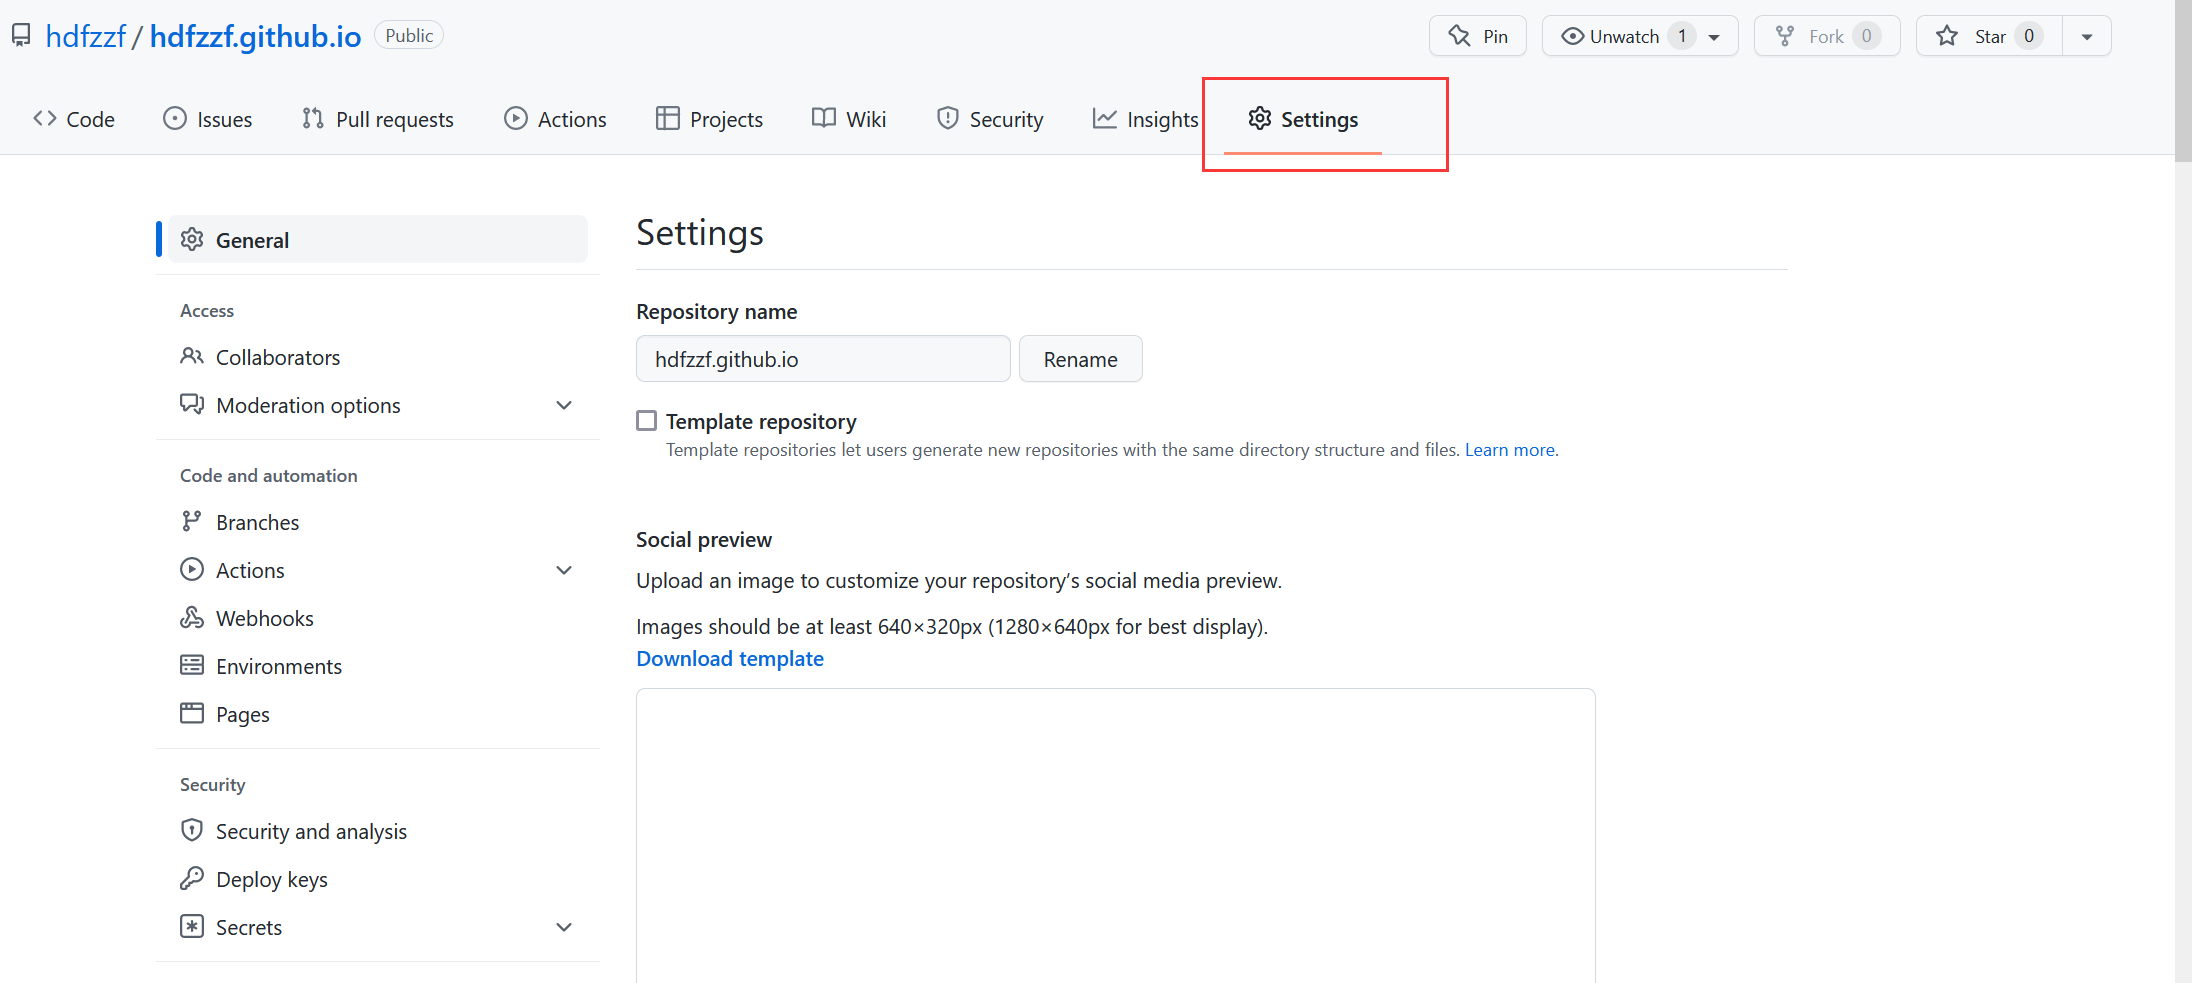 hdfzzf / hdfzzf.github.io Public
Pin Unwatch 1 Fork 0 Star 0
Code Issues Pull requests Actions Projects Wiki Security Insights Settings
General
Access
Collaborators
Moderation options
Code and automation
Branches
Actions
Webhooks
Environments
Pages
Security
Security and analysis
Deploy keys
Secrets
Settings
Repository name
hdfzzf.github.io Rename
Template repository
Template repositories let users generate new repositories with the same directory structure and files. Learn more.
Social preview
Upload an image to customize your repository’s social media preview.
Images should be at least 640×320px (1280×640px for best display).
Download template